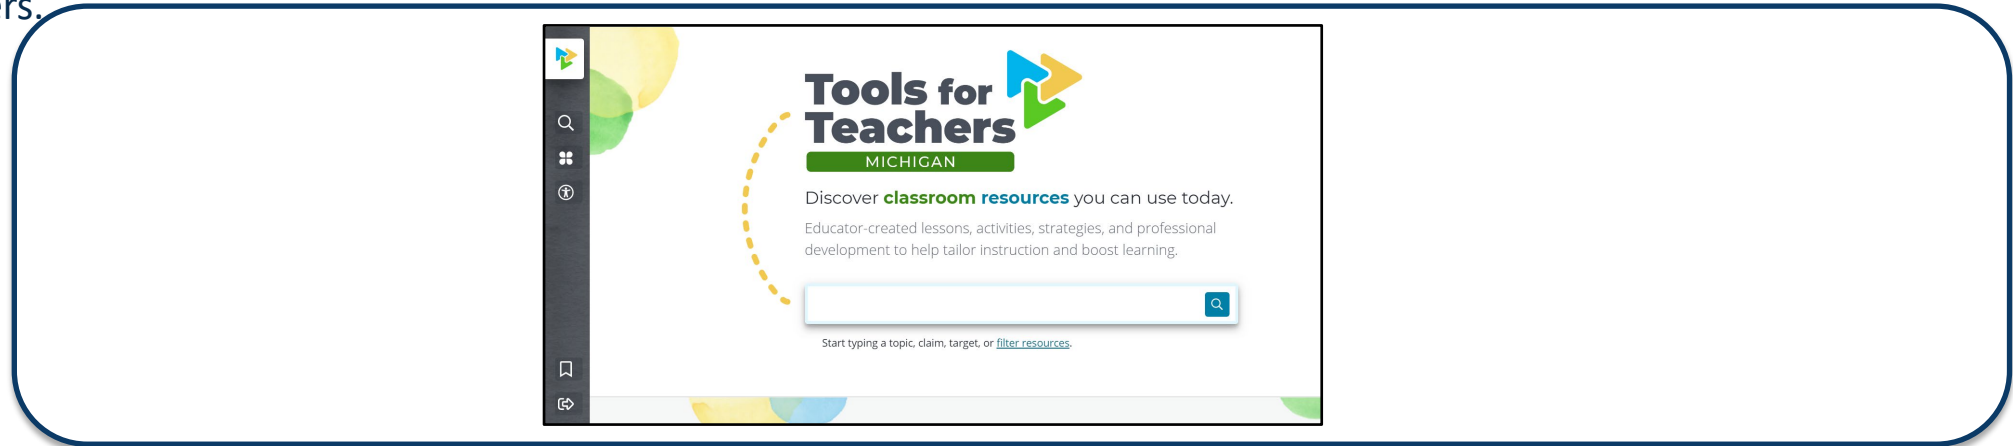 Tools for
Teachers
MICHIGAN
Discover classroom resources you can use today.
Educator-created lessons, activities, strategies, and professional
development to help tailor instruction and boost learning.
Start typing a topic, claim, target, or filter resources.